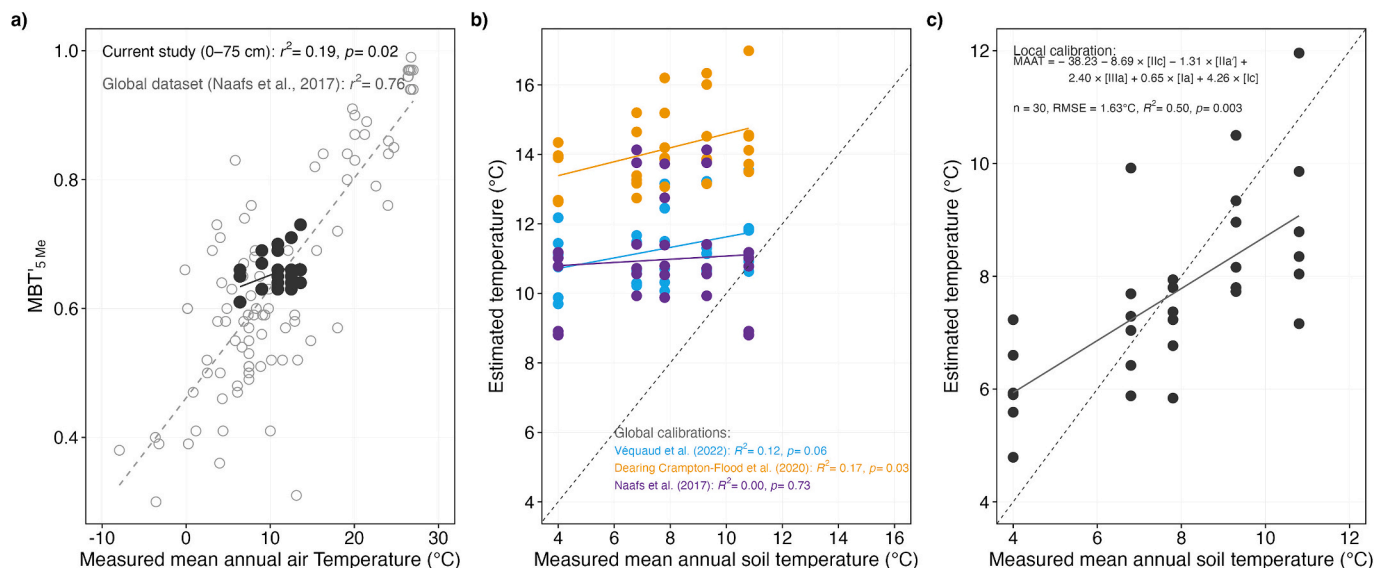 a)
Current study (0–75 cm): r²= 0.19, p= 0.02
Global dataset (Naafs et al., 2017): r²= 0.76
1.0
0.8
0.6
0.4
MBT'5 Me
-10 0 10 20 30
Measured mean annual air Temperature (°C)
b)
16
14
12
10
8
6
4
Estimated temperature (°C)
Global calibrations:
Véquaud et al. (2022): R²= 0.12, p= 0.06
Dearing Crampton-Flood et al. (2020): R²= 0.17, p= 0.03
Naafs et al. (2017): R²= 0.00, p= 0.73
4 6 8 10 12 14 16
Measured mean annual soil temperature (°C)
c)
Local calibration:
MAAT = − 38.23 − 8.69 × [IIc] − 1.31 × [IIa'] +
2.40 × [IIIa] + 0.65 × [Ia] + 4.26 × [Ic]
n = 30, RMSE = 1.63°C, R²= 0.50, p= 0.003
12
10
8
6
4
Estimated temperature (°C)
4 6 8 10 12
Measured mean annual soil temperature (°C)